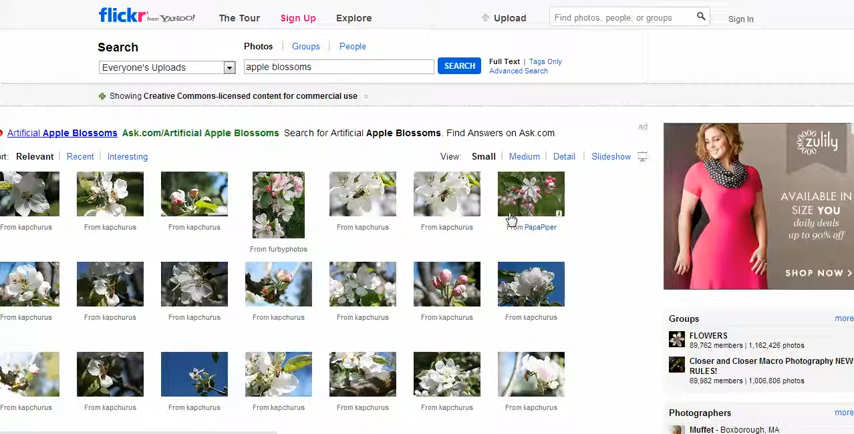 flickr from YAHOO! The Tour Sign Up Explore Upload Find photos, people, or groups Sign In
Search Photos Groups People
Everyone's Uploads apple blossoms SEARCH Full Text Tags Only
Advanced Search
Showing Creative Commons-licensed content for commercial use
Artificial Apple Blossoms Ask.com/Artificial Apple Blossoms Search for Artificial Apple Blossoms. Find Answers on Ask.com
ad
Relevant Recent Interesting View: Small Medium Detail Slideshow
From kapchurus From kapchurus From kapchurus From kapchurus From kapchurus From PapaPiper
From furbyphotos
From kapchurus From kapchurus From kapchurus From kapchurus From kapchurus From kapchurus From kapchurus
From kapchurus From kapchurus From kapchurus From kapchurus From kapchurus From kapchurus From kapchurus
zulily
AVAILABLE IN
SIZE YOU
daily deals
up to 90% off
SHOP NOW
Groups more
FLOWERS
89,762 members | 1,162,426 photos
Closer and Closer Macro Photography NEW
RULES!
69,982 members | 1,006,806 photos
Photographers more
Muffet - Boxborough, MA